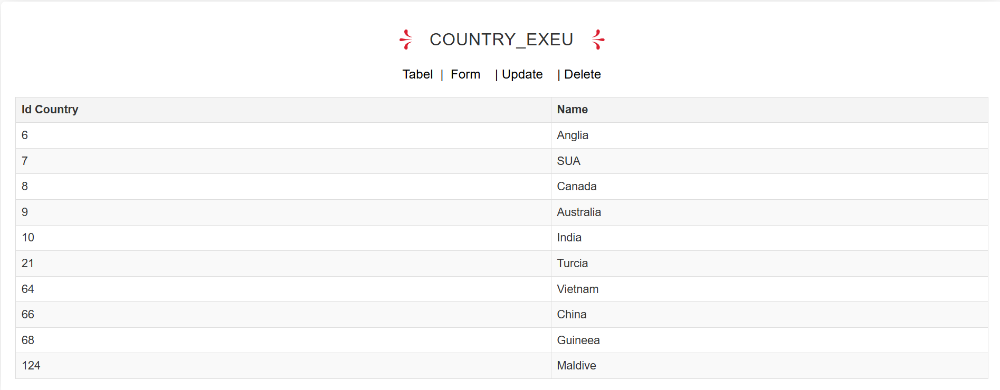 COUNTRY_EXEU
Tabel | Form | Update | Delete
Id Country Name
6 Anglia
7 SUA
8 Canada
9 Australia
10 India
21 Turcia
64 Vietnam
66 China
68 Guineea
124 Maldive